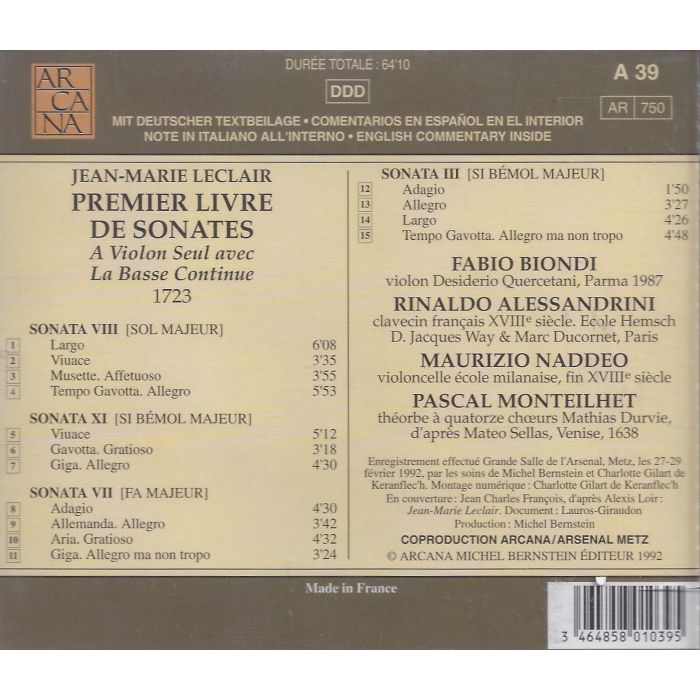 AR
CA
NA
DURÉE TOTALE : 64'10
DDD
A 39
AR 750
MIT DEUTSCHER TEXTBEILAGE • COMENTARIOS EN ESPAÑOL EN EL INTERIOR
NOTE IN ITALIANO ALL'INTERNO • ENGLISH COMMENTARY INSIDE
JEAN-MARIE LECLAIR
PREMIER LIVRE
DE SONATES
A Violon Seul avec
La Basse Continue
1723
SONATA VIII [SOL MAJEUR]
1 Largo 6'08
2 Viuace 3'35
3 Musette. Affetuoso 3'55
4 Tempo Gavotta. Allegro 5'53
SONATA XI [SI BÉMOL MAJEUR]
5 Viuace 5'12
6 Gavotta. Gratioso 3'18
7 Giga. Allegro 4'30
SONATA VII [FA MAJEUR]
8 Adagio 4'30
9 Allemanda. Allegro 3'42
10 Aria. Gratioso 4'32
11 Giga. Allegro ma non tropo 3'24
SONATA III [SI BÉMOL MAJEUR]
12 Adagio 1'50
13 Allegro 3'27
14 Largo 4'26
15 Tempo Gavotta. Allegro ma non tropo 4'48
FABIO BIONDI
violon Desiderio Quercetani, Parma 1987
RINALDO ALESSANDRINI
clavecin français XVIIIe siècle. Ecole Hemsch
D. Jacques Way & Marc Ducornet, Paris
MAURIZIO NADDEO
violoncelle école milanaise, fin XVIIIe siècle
PASCAL MONTEILHET
théorbe à quatorze chœurs Mathias Durvie,
d'après Mateo Sellas, Venise, 1638
Enregistrement effectué Grande Salle de l'Arsenal, Metz, les 27-29
février 1992, par les soins de Michel Bernstein et Charlotte Gilart de
Keranflec'h. Montage numérique : Charlotte Gilart de Keranflec'h
En couverture : Jean Charles François, d'après Alexis Loir :
Jean-Marie Leclair. Document : Lauros-Giraudon
Production : Michel Bernstein
COPRODUCTION ARCANA/ARSENAL METZ
© ARCANA MICHEL BERNSTEIN ÉDITEUR 1992
Made in France
3 464858 010395